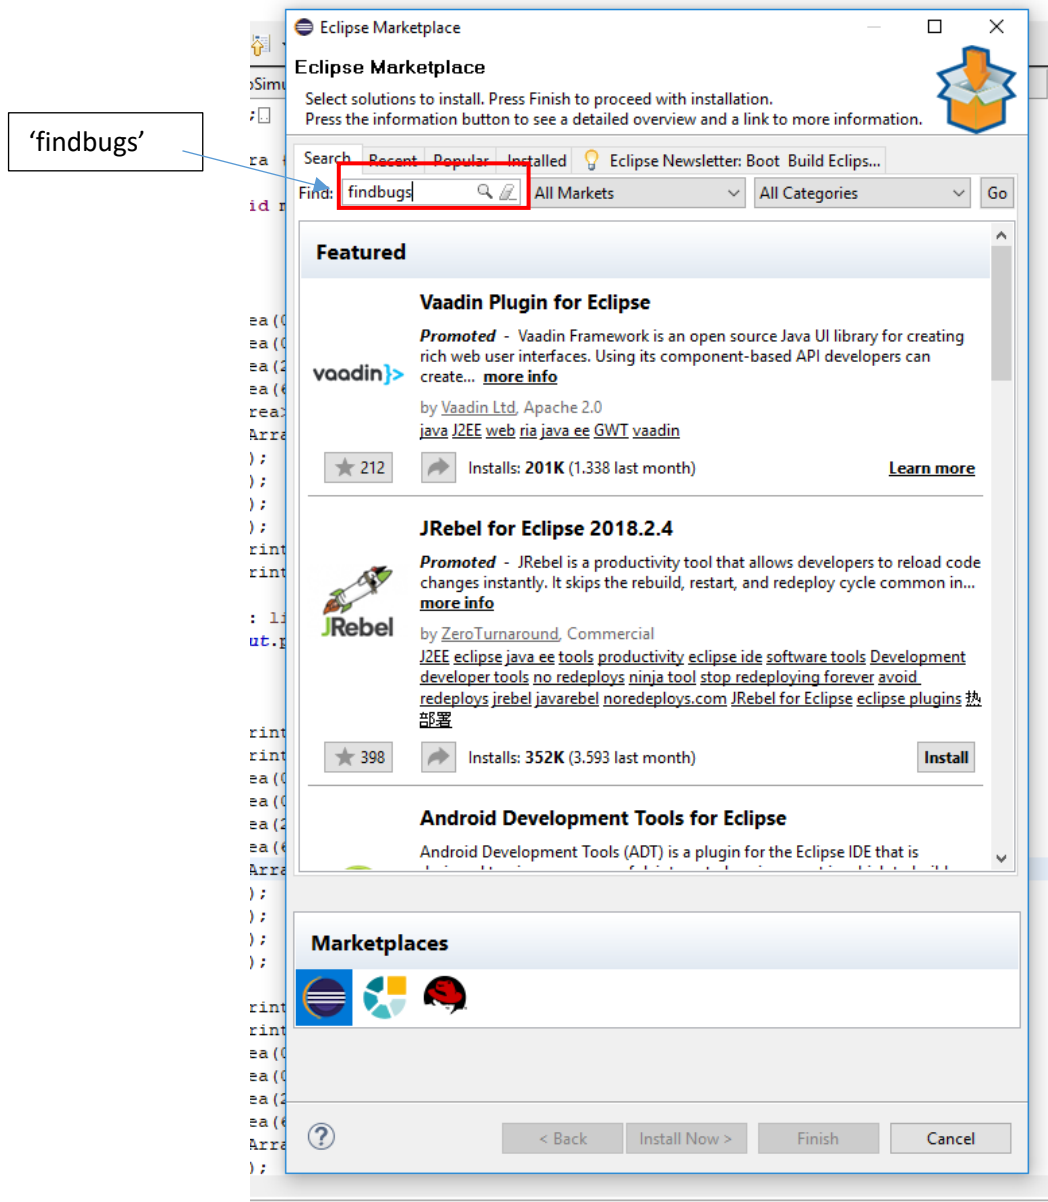 Eclipse Marketplace
Eclipse Marketplace
Select solutions to install. Press Finish to proceed with installation.
Press the information button to see a detailed overview and a link to more information.
'findbugs'
Search Recent Popular Installed Eclipse Newsletter: Boot Build Eclips...
Find: findbugs All Markets All Categories Go
Featured
Vaadin Plugin for Eclipse
Promoted - Vaadin Framework is an open source Java UI library for creating
rich web user interfaces. Using its component-based API developers can
create... more info
vaadin}>
by Vaadin Ltd, Apache 2.0
java J2EE web ria java ee GWT vaadin
212 Installs: 201K (1.338 last month) Learn more
JRebel for Eclipse 2018.2.4
Promoted - JRebel is a productivity tool that allows developers to reload code
changes instantly. It skips the rebuild, restart, and redeploy cycle common in...
more info
JRebel
by ZeroTurnaround, Commercial
J2EE eclipse java ee tools productivity eclipse ide software tools Development
developer tools no redeploys ninja tool stop redeploying forever avoid
redeploys jrebel javarebel noredeploys.com JRebel for Eclipse eclipse plugins 热
部署
398 Installs: 352K (3.593 last month) Install
Android Development Tools for Eclipse
Android Development Tools (ADT) is a plugin for the Eclipse IDE that is
Marketplaces
? < Back Install Now > Finish Cancel